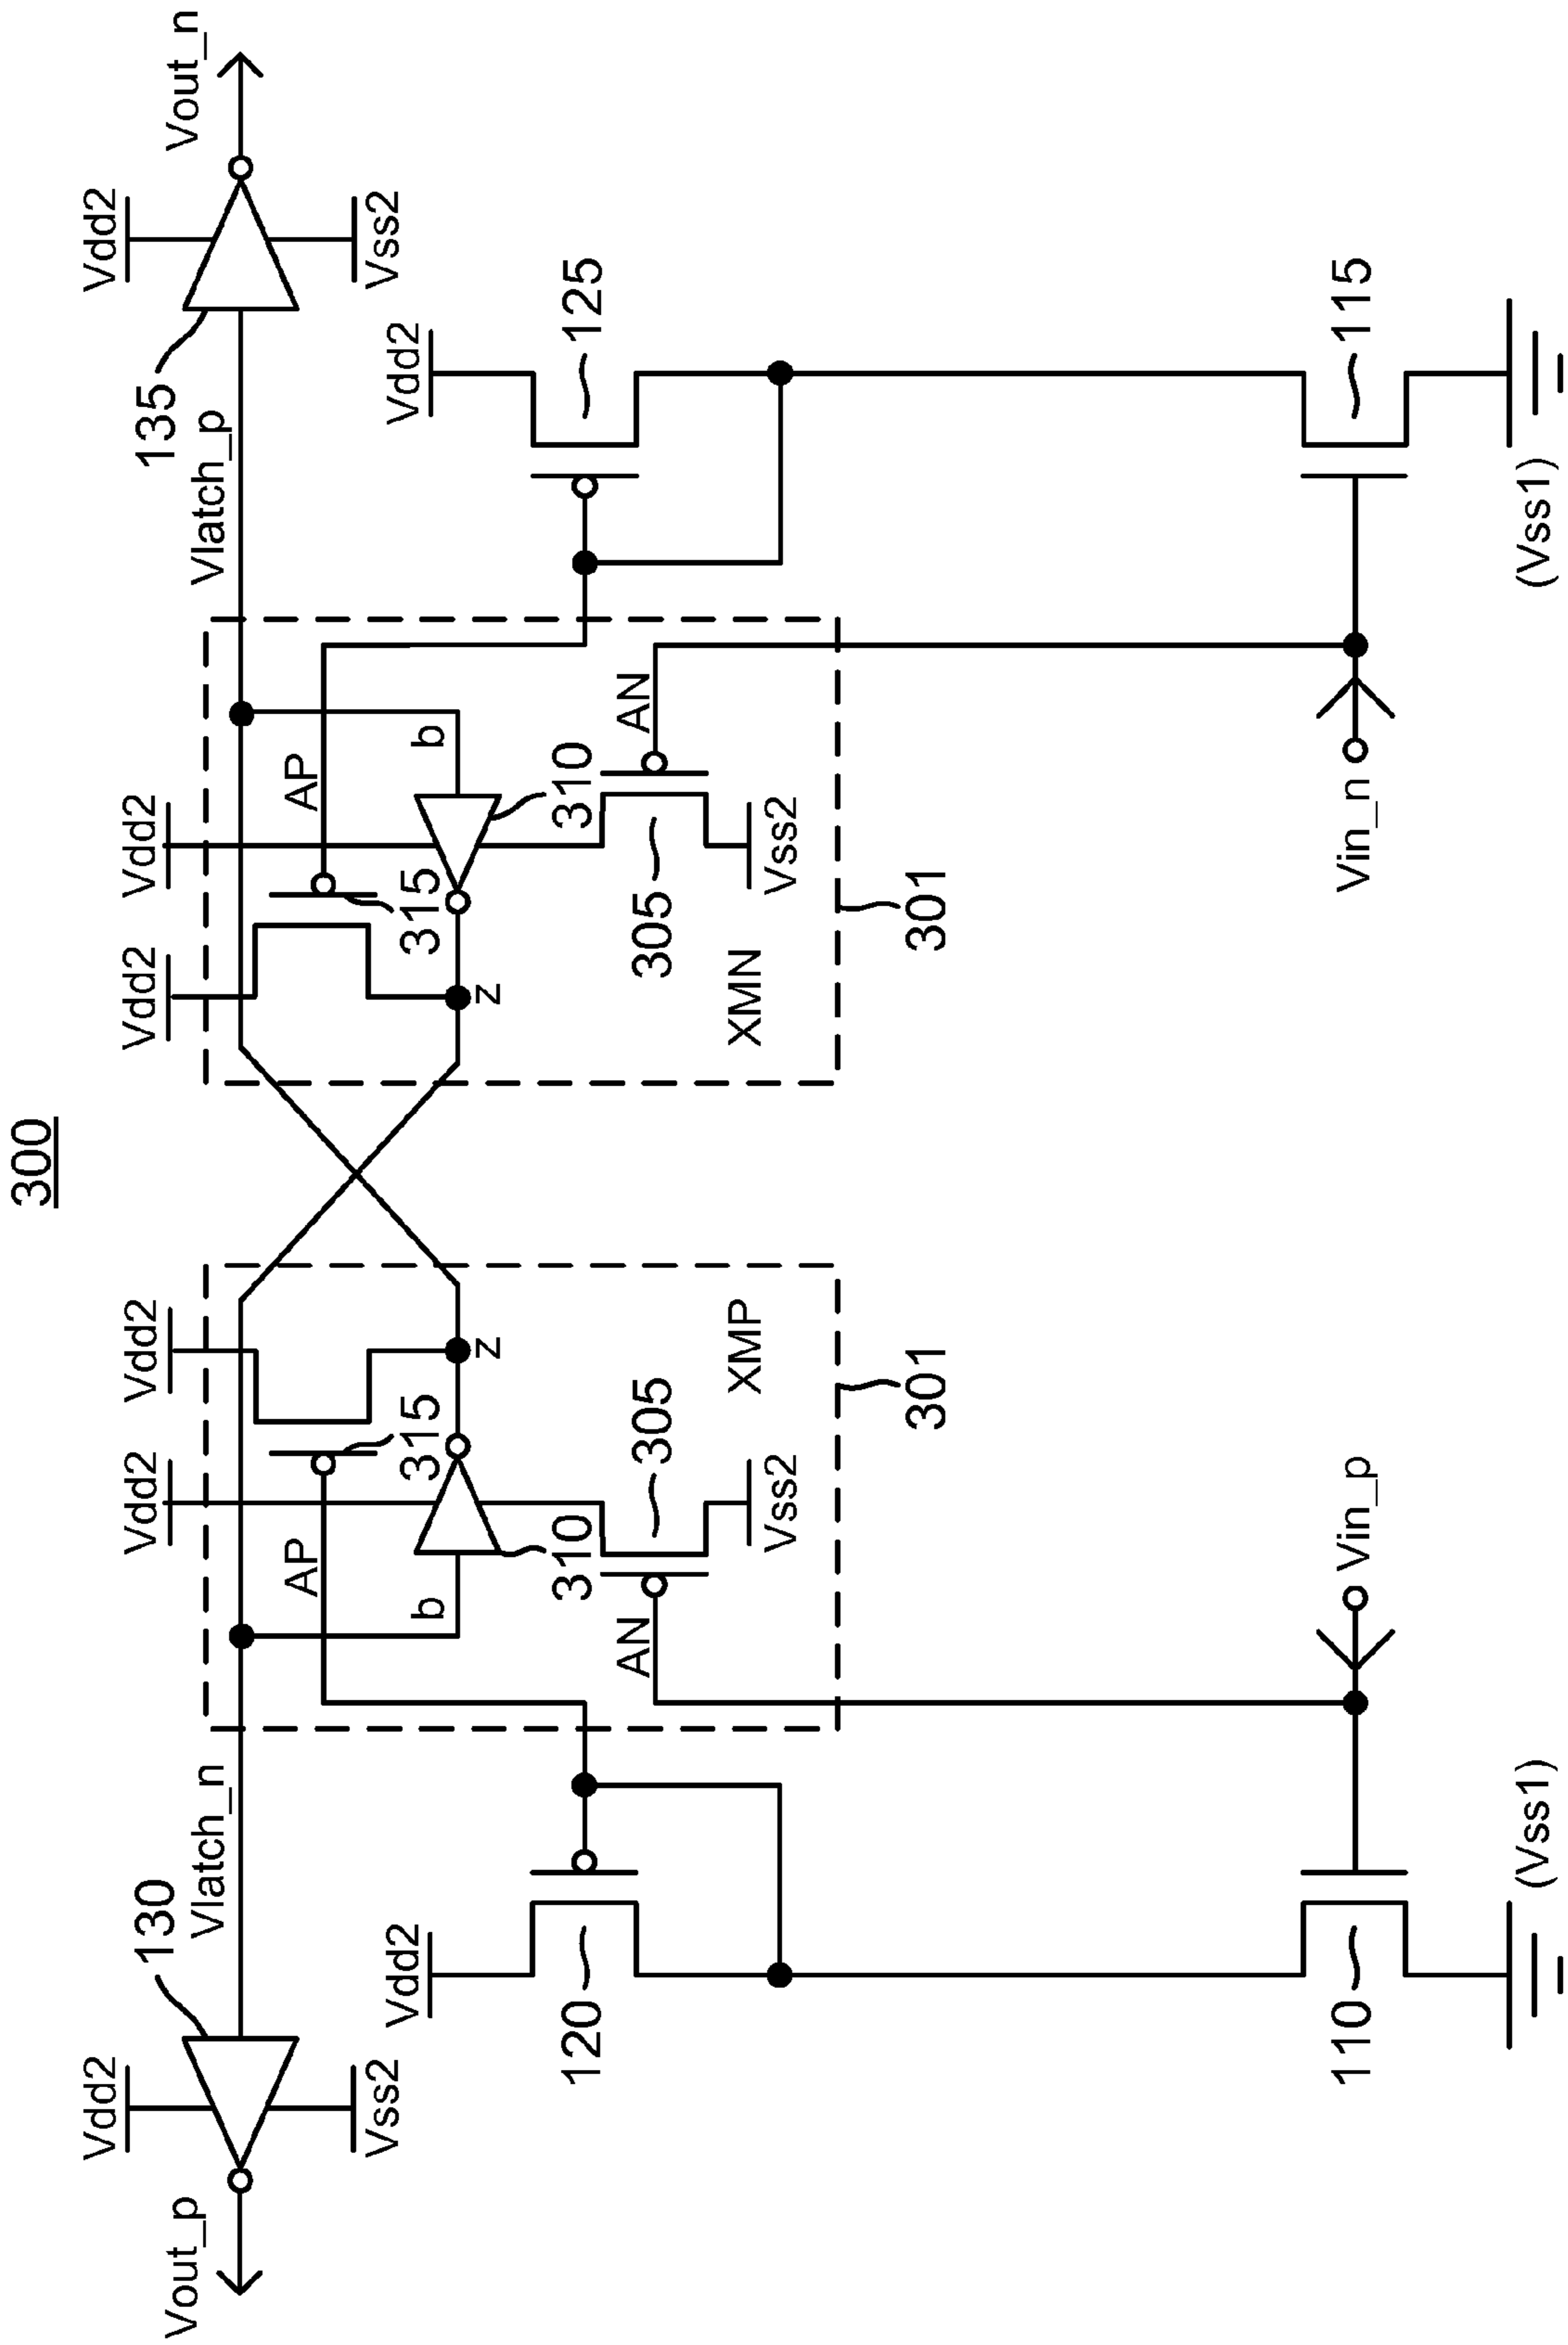 300
Vdd2
Vdd2
130
Vdd2
Vdd2
Vdd2
Vdd2
135
Vout_p
Vout_n
Vlatch_n
Vlatch_p
AP
AP
Vss2
Vss2
Vdd2
Vdd2
b
315
315
b
z
z
120
310
310
125
AN
305
305
AN
XMP
XMN
Vss2
Vss2
301
301
110
Vin_p
Vin_n
115
(Vss1)
(Vss1)